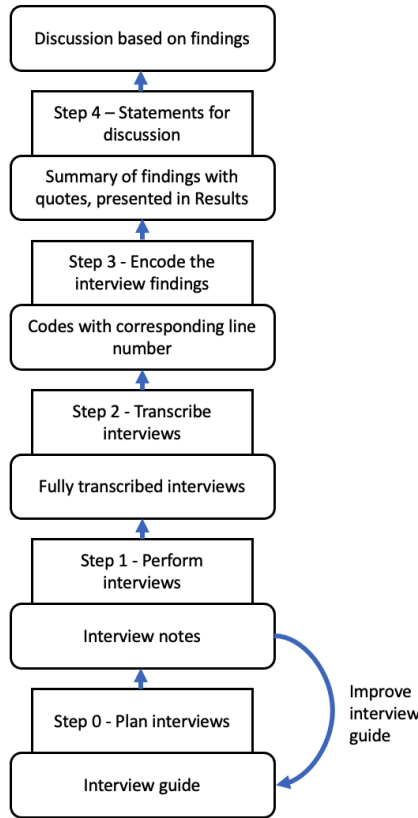 Discussion based on findings
Step 4 – Statements for
discussion
Summary of findings with
quotes, presented in Results
Step 3 - Encode the
interview findings
Codes with corresponding line
number
Step 2 - Transcribe
interviews
Fully transcribed interviews
Step 1 - Perform
interviews
Interview notes
Step 0 - Plan interviews
Interview guide
Improve
interview
guide